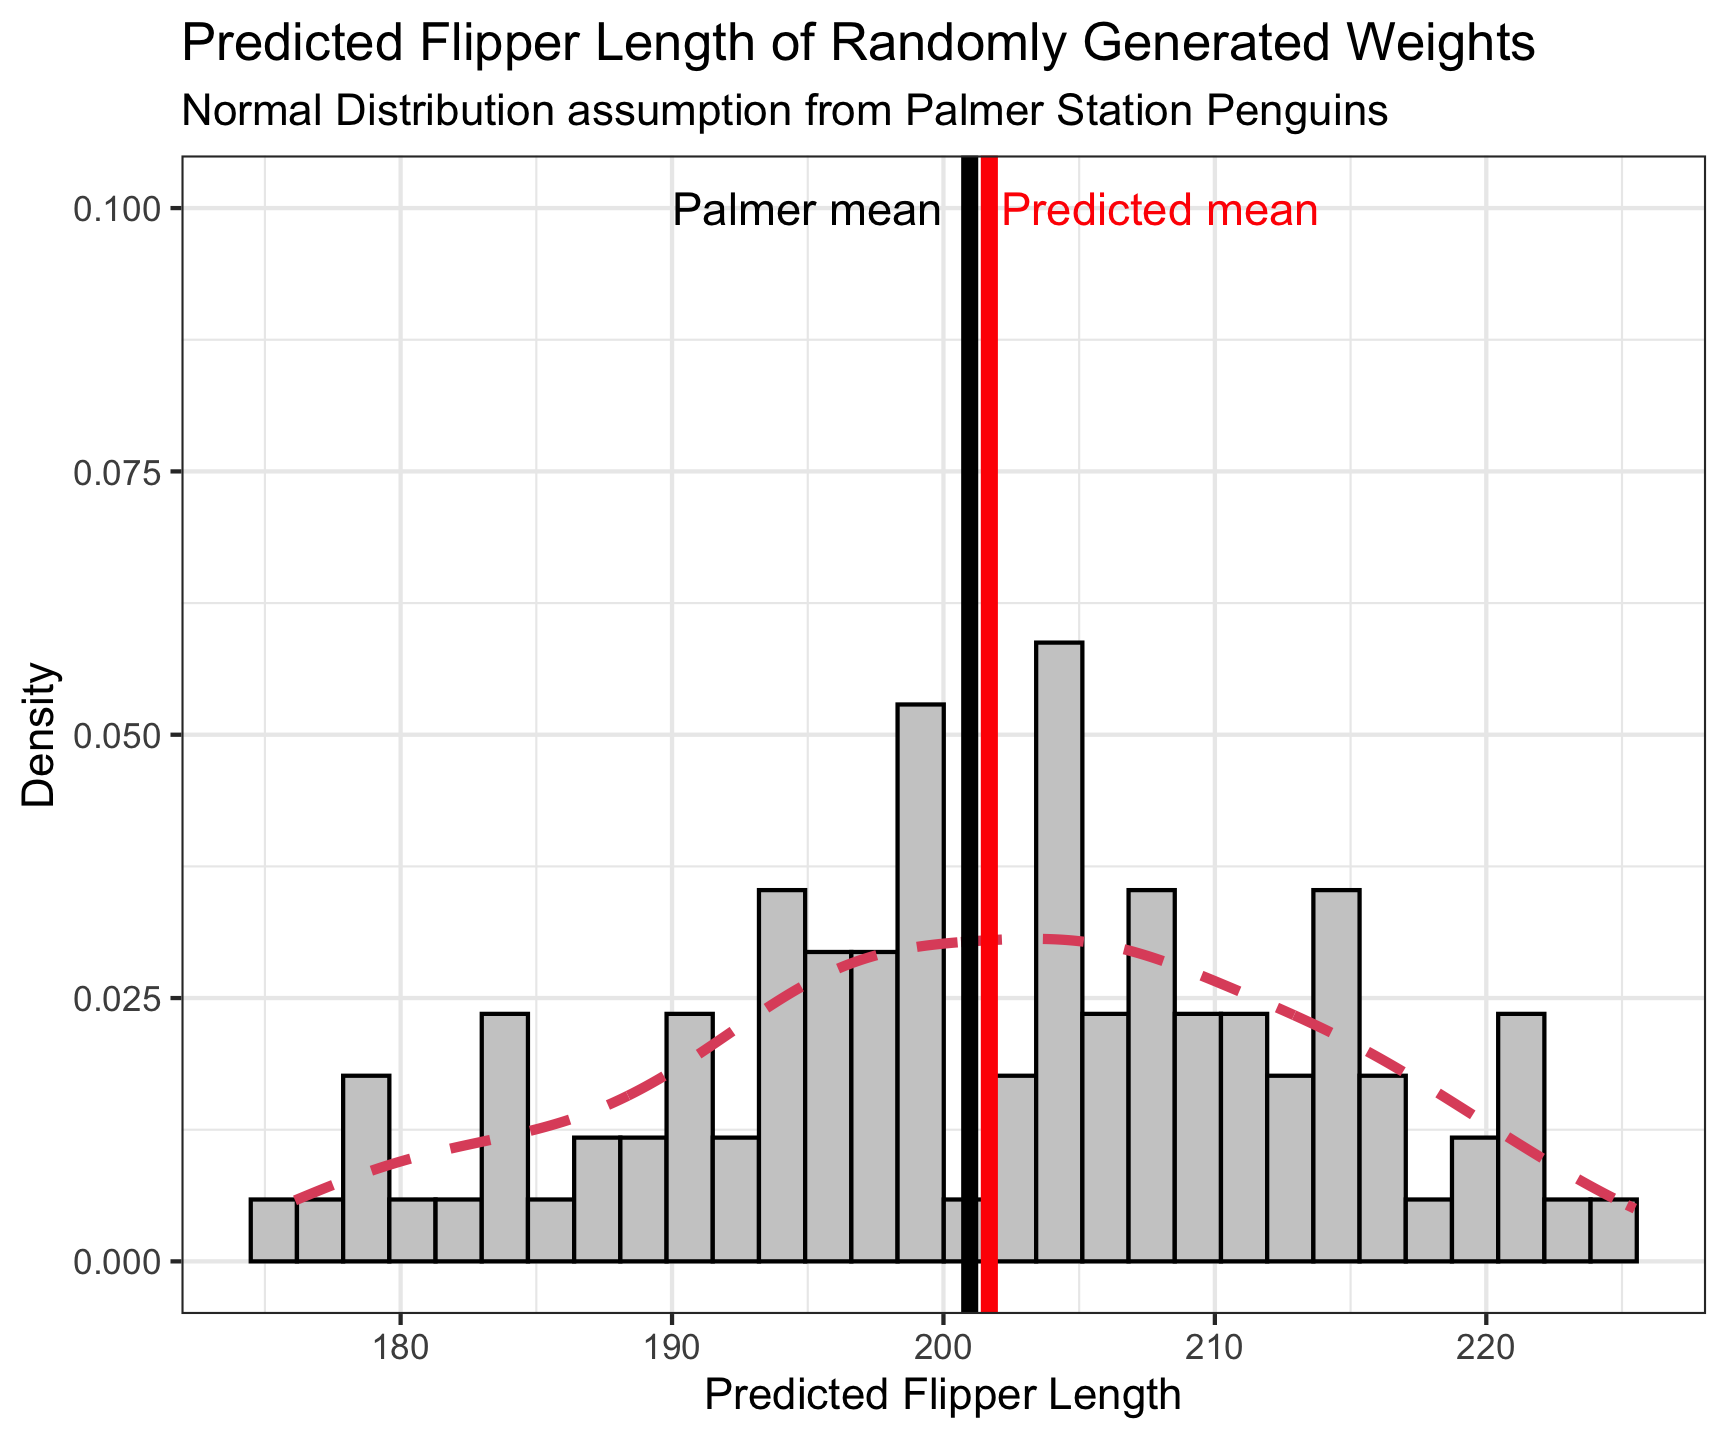 Predicted Flipper Length of Randomly Generated Weights
Normal Distribution assumption from Palmer Station Penguins
Palmer mean
Predicted mean
0.100
0.075
0.050
0.025
0.000
Density
180
190
200
210
220
Predicted Flipper Length